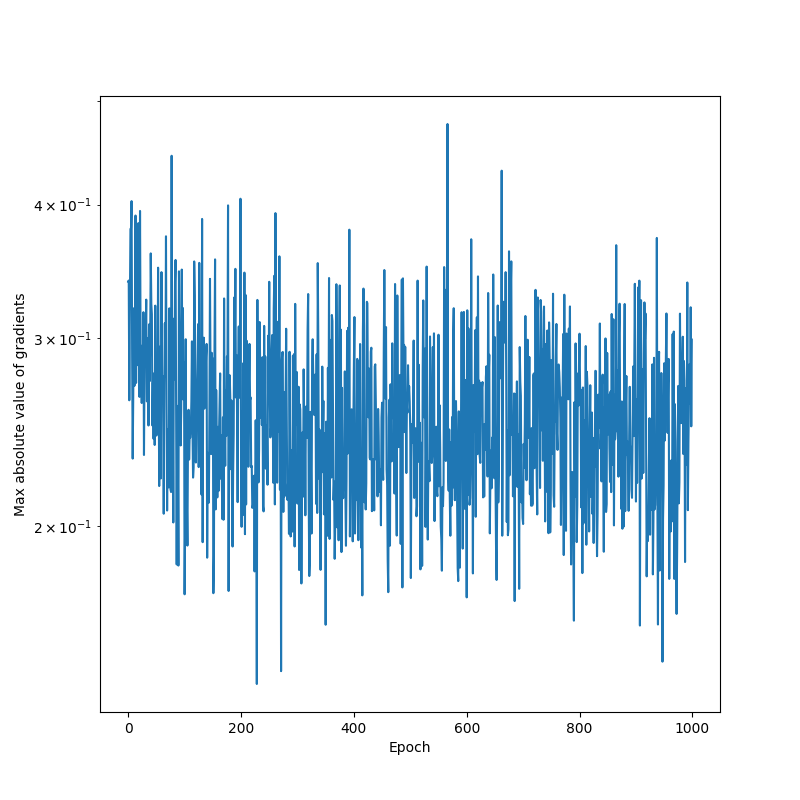 Max absolute value of gradients
4 × 10⁻¹
3 × 10⁻¹
2 × 10⁻¹
0 200 400 600 800 1000
Epoch